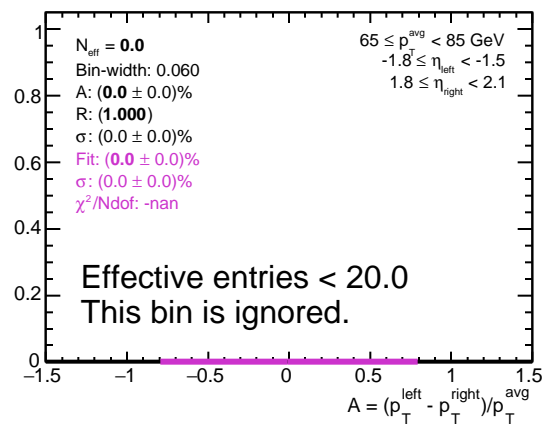 1
0.8
0.6
0.4
0.2
0
N_eff = 0.0
Bin-width: 0.060
A: (0.0 ± 0.0)%
R: (1.000)
σ: (0.0 ± 0.0)%
Fit: (0.0 ± 0.0)%
σ: (0.0 ± 0.0)%
χ²/Ndof: -nan
65 ≤ p_T^avg < 85 GeV
-1.8 ≤ η_left < -1.5
1.8 ≤ η_right < 2.1
Effective entries < 20.0
This bin is ignored.
−1.5 −1 −0.5 0 0.5 1 1.5
A = (p_T^left - p_T^right)/p_T^avg